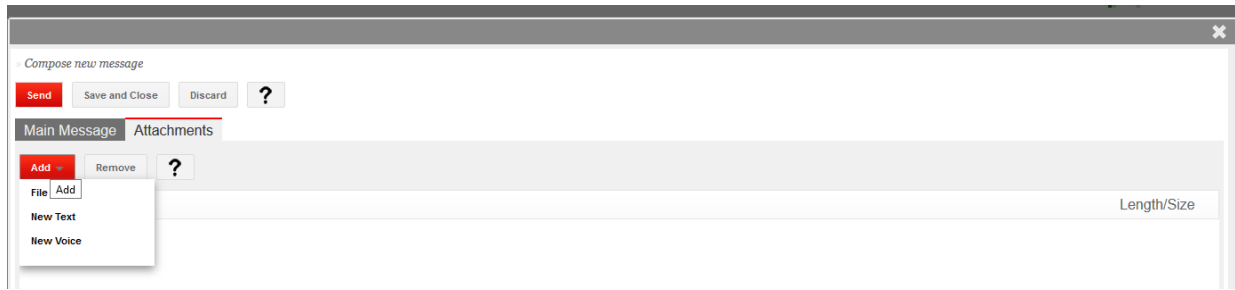 Compose new message
Send Save and Close Discard ?
Main Message Attachments
Add Remove ?
File Add
Length/Size
New Text
New Voice